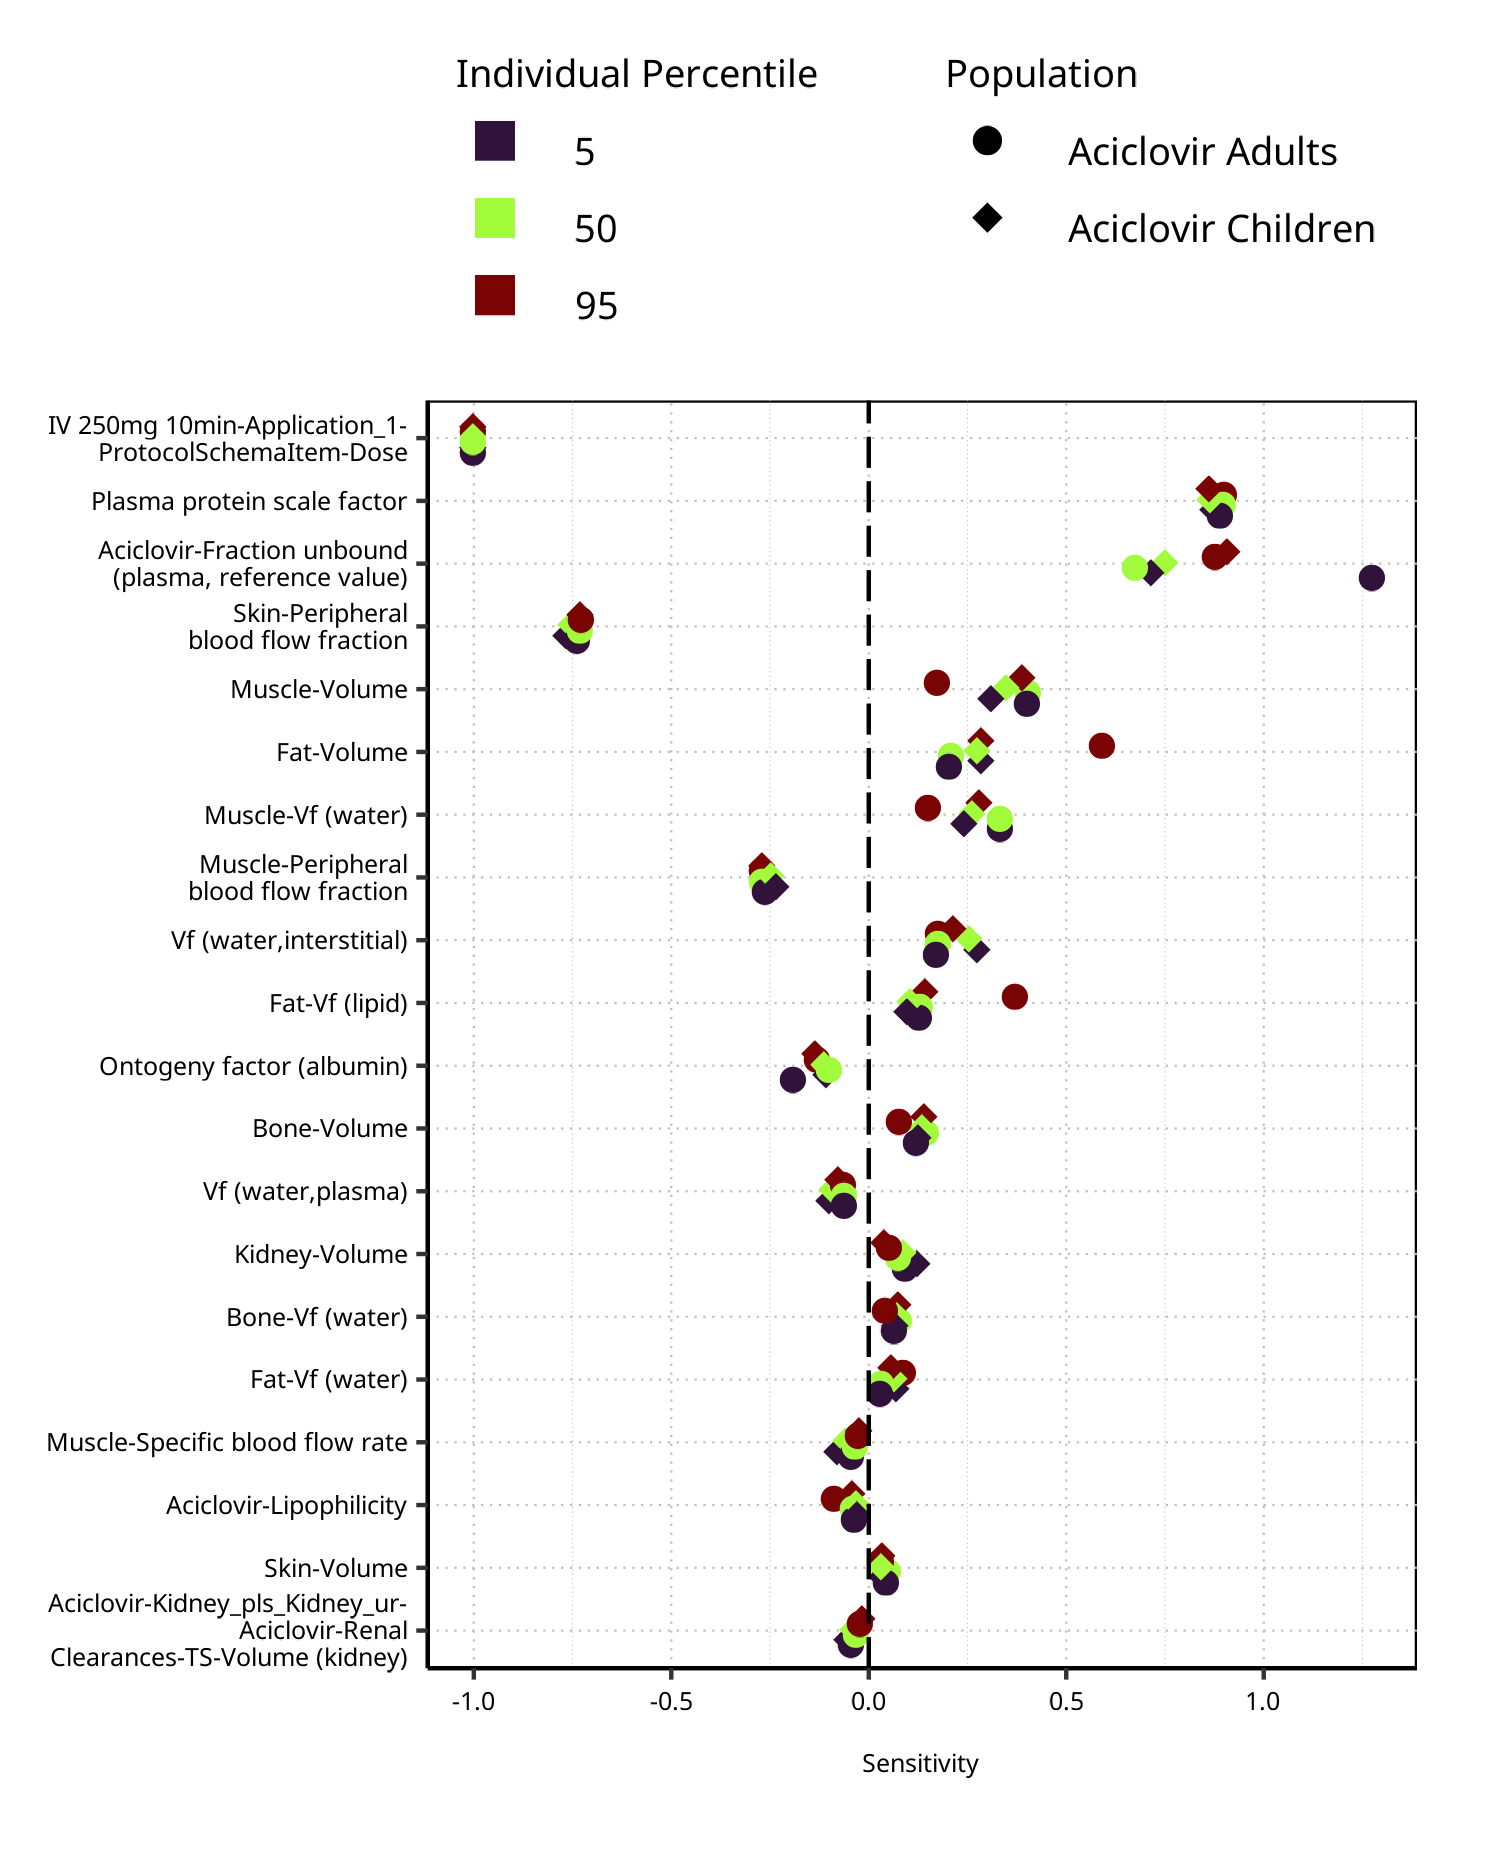 Individual Percentile
5
50
95
Population
Aciclovir Adults
Aciclovir Children
IV 250mg 10min-Application_1-
ProtocolSchemaItem-Dose
Plasma protein scale factor
Aciclovir-Fraction unbound
(plasma, reference value)
Skin-Peripheral
blood flow fraction
Muscle-Volume
Fat-Volume
Muscle-Vf (water)
Muscle-Peripheral
blood flow fraction
Vf (water,interstitial)
Fat-Vf (lipid)
Ontogeny factor (albumin)
Bone-Volume
Vf (water,plasma)
Kidney-Volume
Bone-Vf (water)
Fat-Vf (water)
Muscle-Specific blood flow rate
Aciclovir-Lipophilicity
Skin-Volume
Aciclovir-Kidney_pls_Kidney_ur-
Aciclovir-Renal
Clearances-TS-Volume (kidney)
-1.0 -0.5 0.0 0.5 1.0
Sensitivity